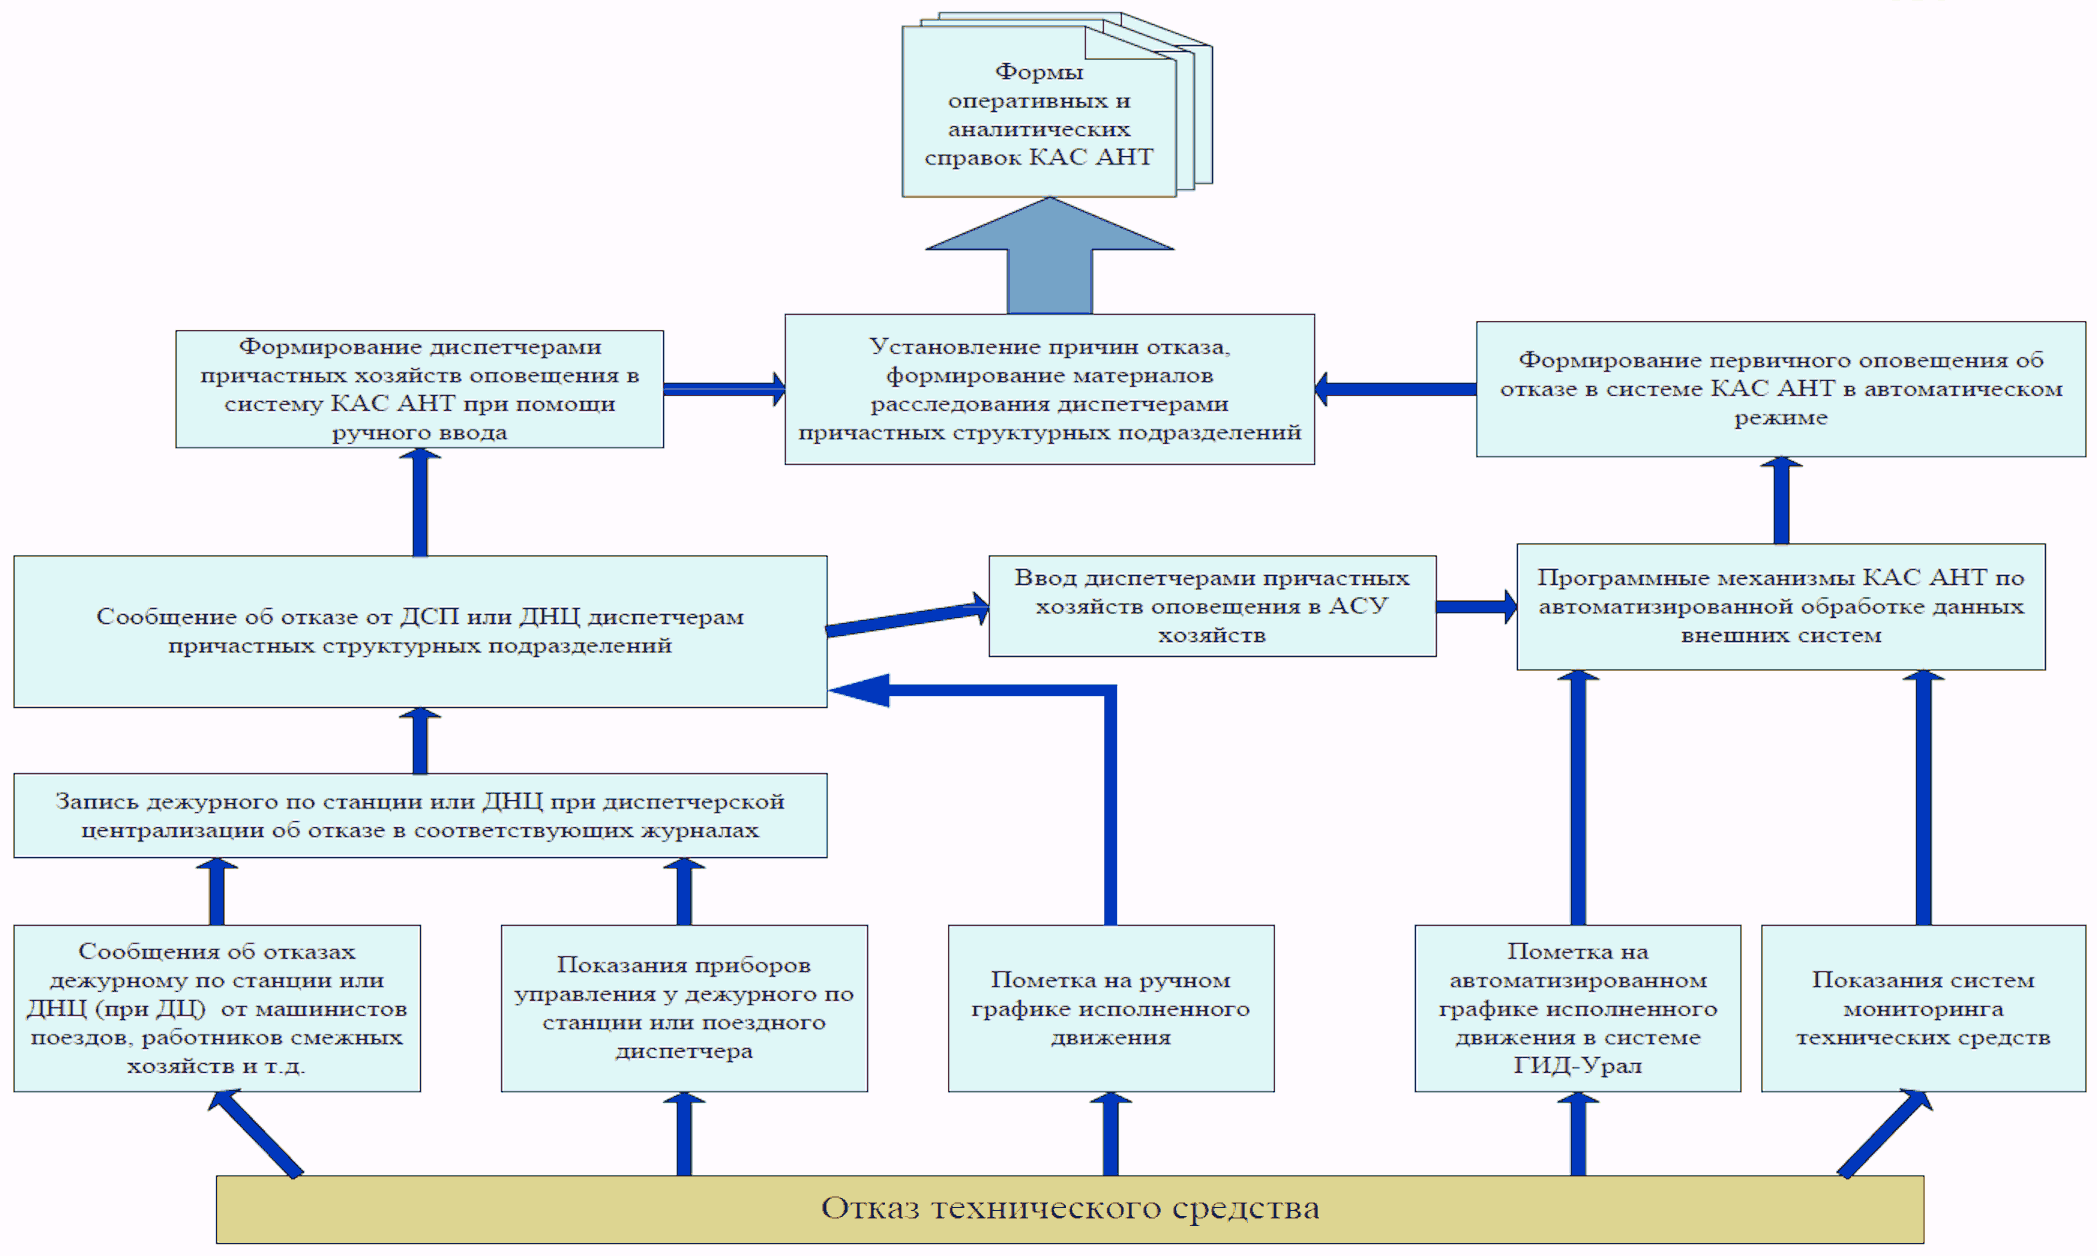 Формы
оперативных и
аналитических
справок КАС АНТ
Формирование диспетчерами
причастных хозяйств оповещения в
систему КАС АНТ при помощи
ручного ввода
Установление причин отказа,
формирование материалов
расследования диспетчерами
причастных структурных подразделений
Формирование первичного оповещения об
отказе в системе КАС АНТ в автоматическом
режиме
Сообщение об отказе от ДСП или ДНЦ диспетчерам
причастных структурных подразделений
Ввод диспетчерами причастных
хозяйств оповещения в АСУ
хозяйств
Программные механизмы КАС АНТ по
автоматизированной обработке данных
внешних систем
Запись дежурного по станции или ДНЦ при диспетчерской
централизации об отказе в соответствующих журналах
Сообщения об отказах
дежурному по станции или
ДНЦ (при ДЦ) от машинистов
поездов, работников смежных
хозяйств и т.д.
Показания приборов
управления у дежурного по
станции или поездного
диспетчера
Пометка на ручном
графике исполненного
движения
Пометка на
автоматизированном
графике исполненного
движения в системе
ГИД-Урал
Показания систем
мониторинга
технических средств
Отказ технического средства